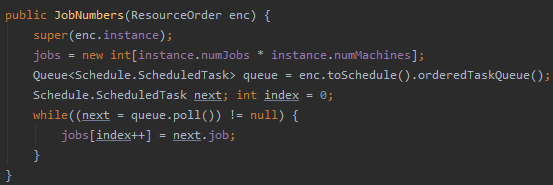 public JobNumbers(ResourceOrder enc) {
super(enc.instance);
jobs = new int[instance.numJobs * instance.numMachines];
Queue<Schedule.ScheduledTask> queue = enc.toSchedule().orderedTaskQueue();
Schedule.ScheduledTask next; int index = 0;
while((next = queue.poll()) != null) {
jobs[index++] = next.job;
}
}